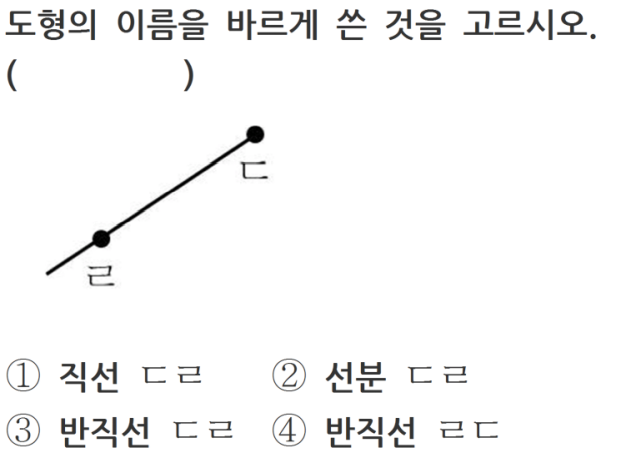 도형의 이름을 바르게 쓴 것을 고르시오.
( )
ㄷ
ㄹ
① 직선 ㄷㄹ ② 선분 ㄷㄹ
③ 반직선 ㄷㄹ ④ 반직선 ㄹㄷ